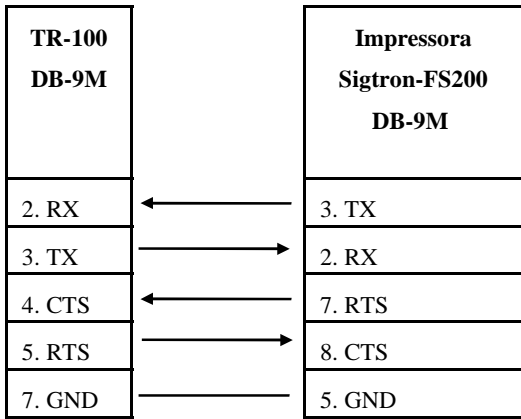 TR-100
DB-9M
Impressora
Sigtron-FS200
DB-9M
2. RX
3. TX
3. TX
2. RX
4. CTS
7. RTS
5. RTS
8. CTS
7. GND
5. GND